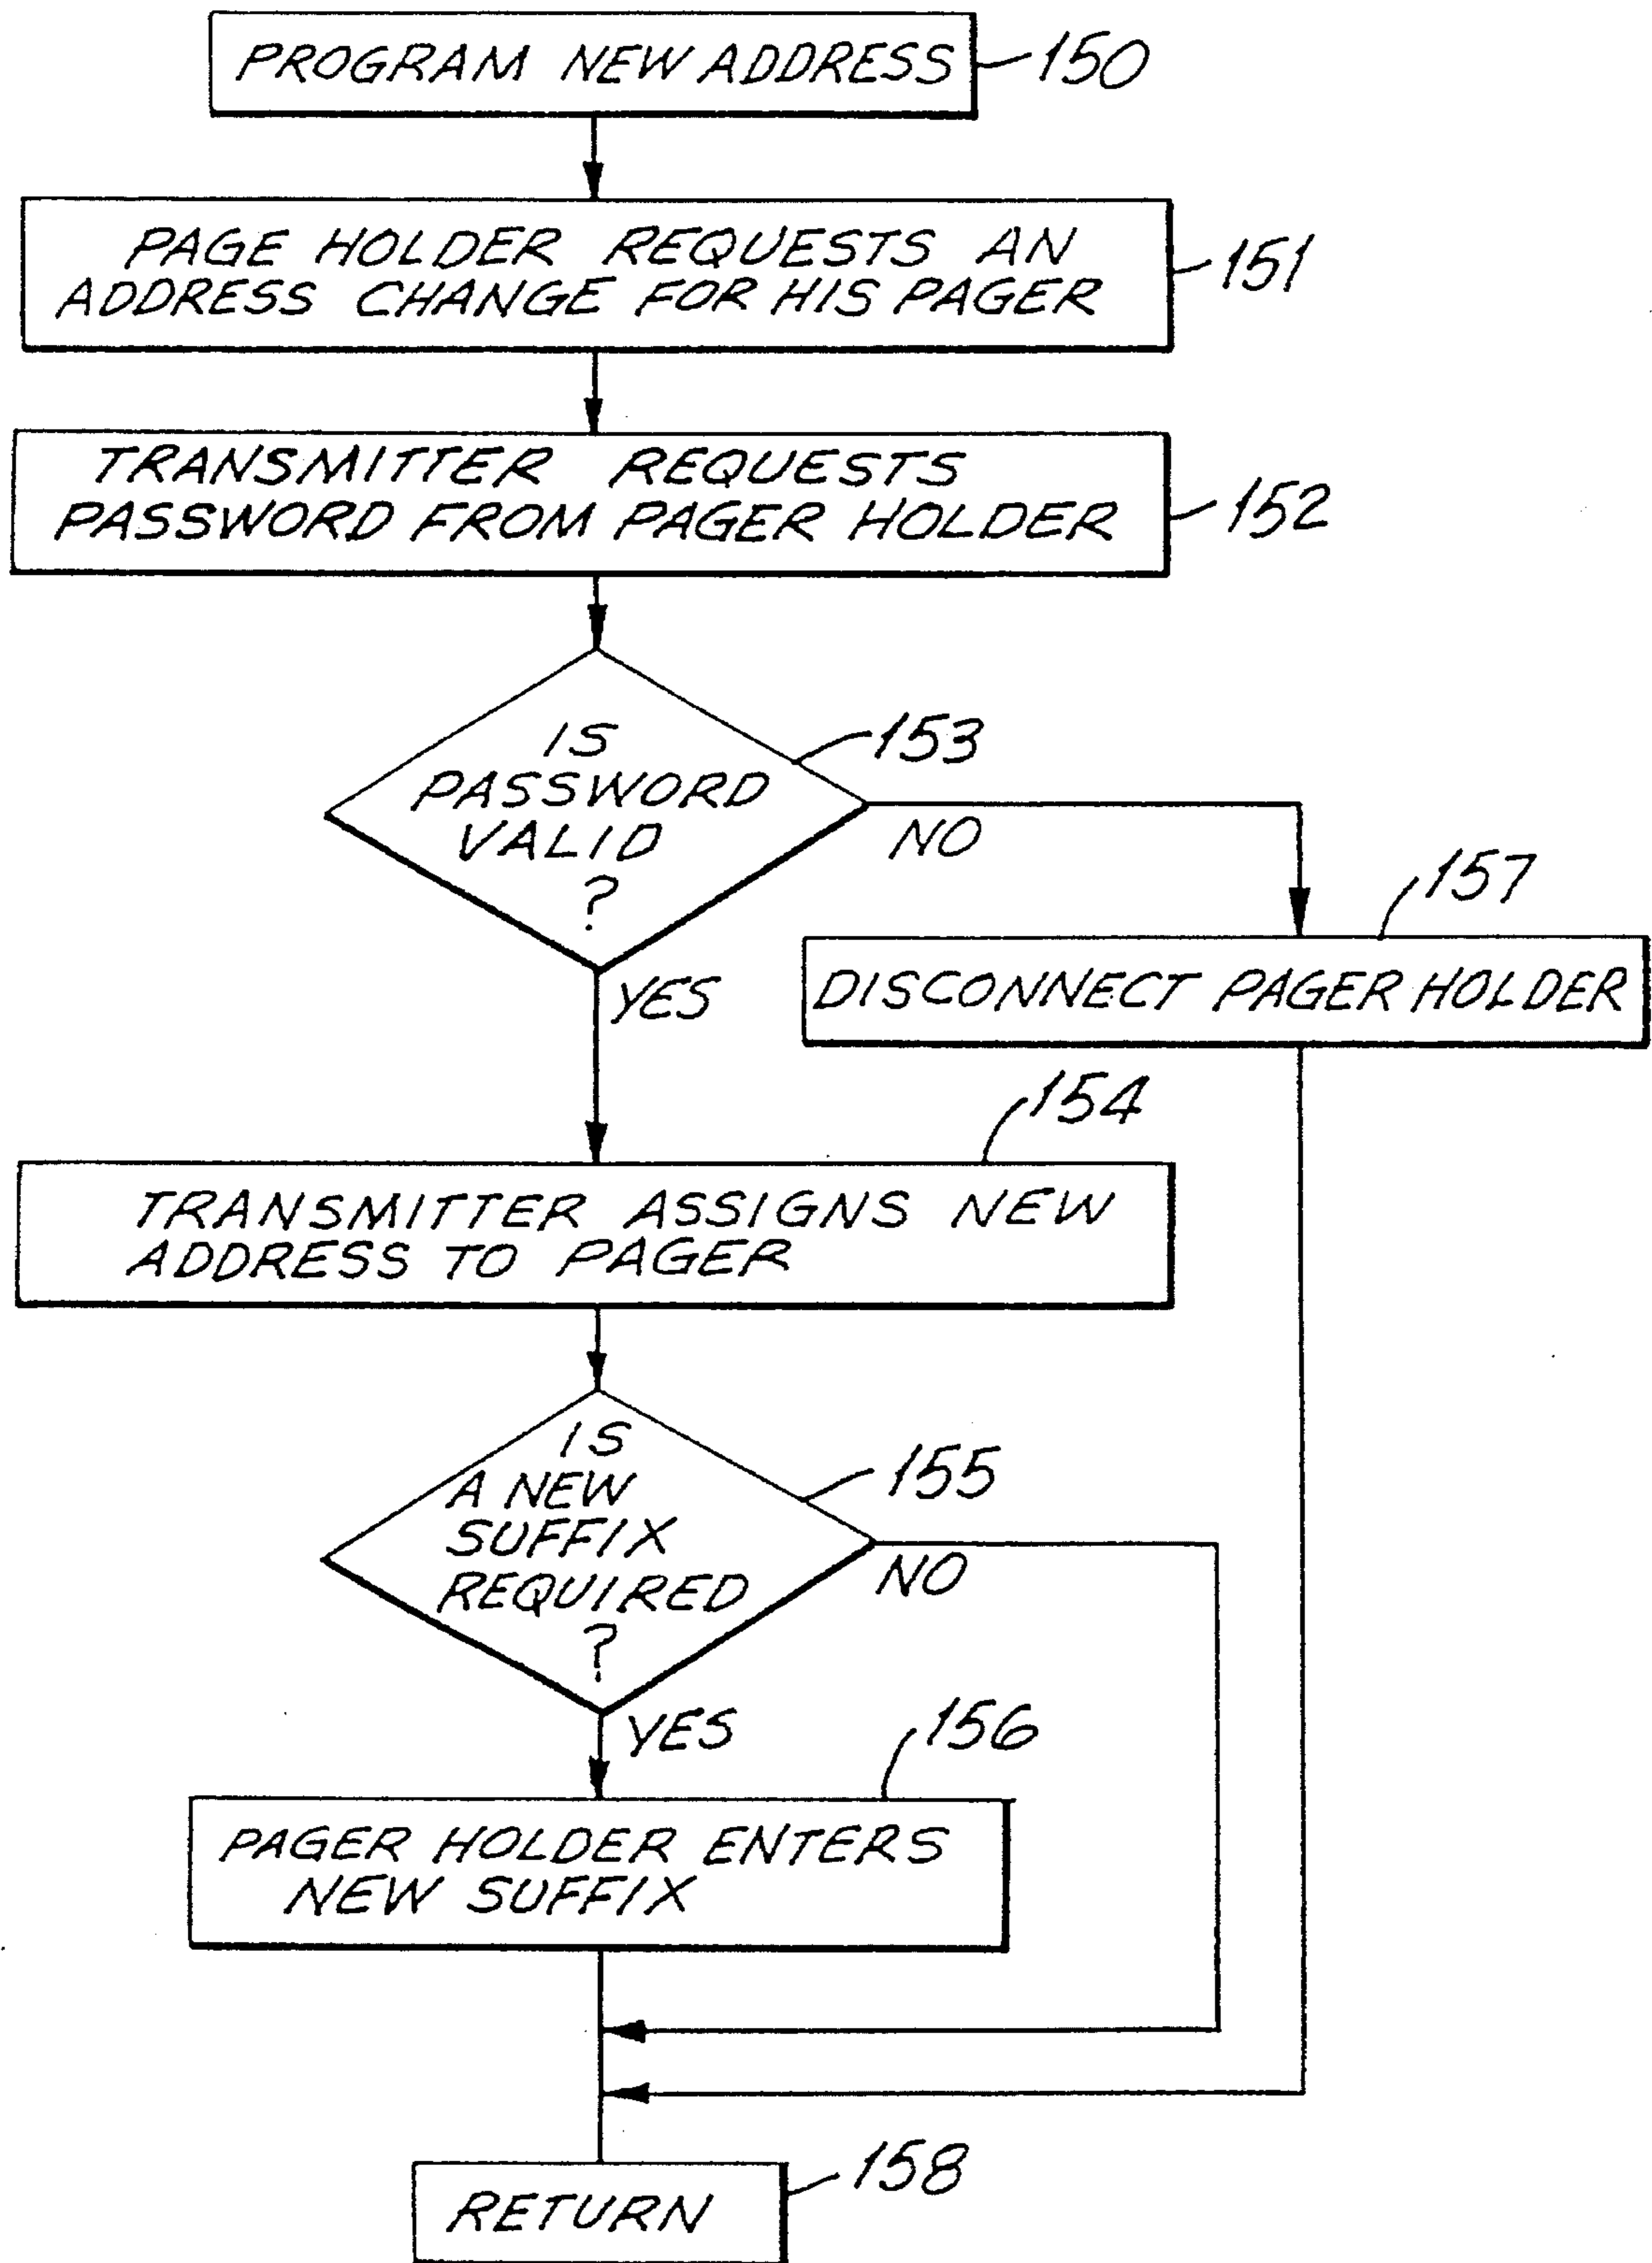 PROGRAM NEW ADDRESS
150
PAGE HOLDER REQUESTS AN
ADDRESS CHANGE FOR HIS PAGER
151
TRANSMITTER REQUESTS
PASSWORD FROM PAGER HOLDER
152
IS
PASSWORD
VALID
?
153
NO
YES
157
DISCONNECT PAGER HOLDER
154
TRANSMITTER ASSIGNS NEW
ADDRESS TO PAGER
IS
A NEW
SUFFIX
REQUIRED
?
155
NO
YES
156
PAGER HOLDER ENTERS
NEW SUFFIX
158
RETURN